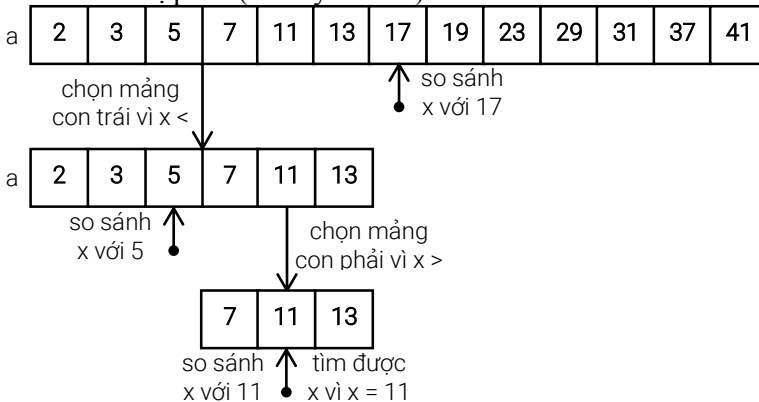 a 2 3 5 7 11 13 17 19 23 29 31 37 41
so sánh
x với 17
chọn mảng
con trái vì x <
a 2 3 5 7 11 13
so sánh
x với 5
chọn mảng
con phải vì x >
7 11 13
so sánh
x với 11
tìm được
x vì x = 11